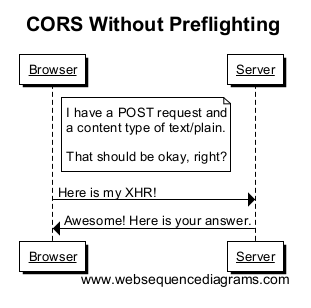 CORS Without Preflighting
Browser
Server
I have a POST request and
a content type of text/plain.
That should be okay, right?
Here is my XHR!
Awesome! Here is your answer.
Browser
Server
www.websequencediagrams.com